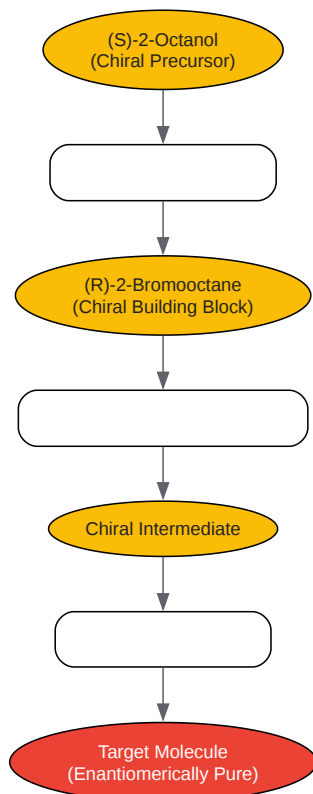 (S)-2-Octanol
(Chiral Precursor)
(R)-2-Bromooctane
(Chiral Building Block)
Chiral Intermediate
Target Molecule
(Enantiomerically Pure)